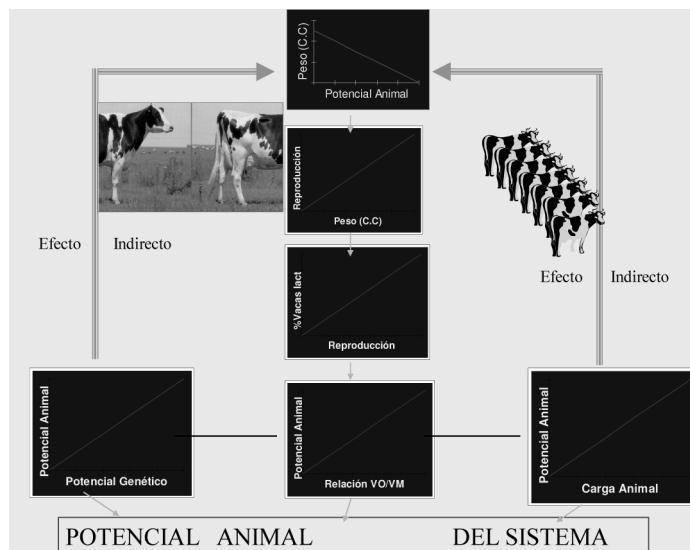 Peso (C.C)
Potencial Animal
Reproducción
Peso (C.C)
Efecto Indirecto
Efecto Indirecto
%Vacas lact
Reproducción
Potencial Animal
Potencial Genético
Potencial Animal
Relación VO/VM
Potencial Animal
Carga Animal
POTENCIAL ANIMAL DEL SISTEMA